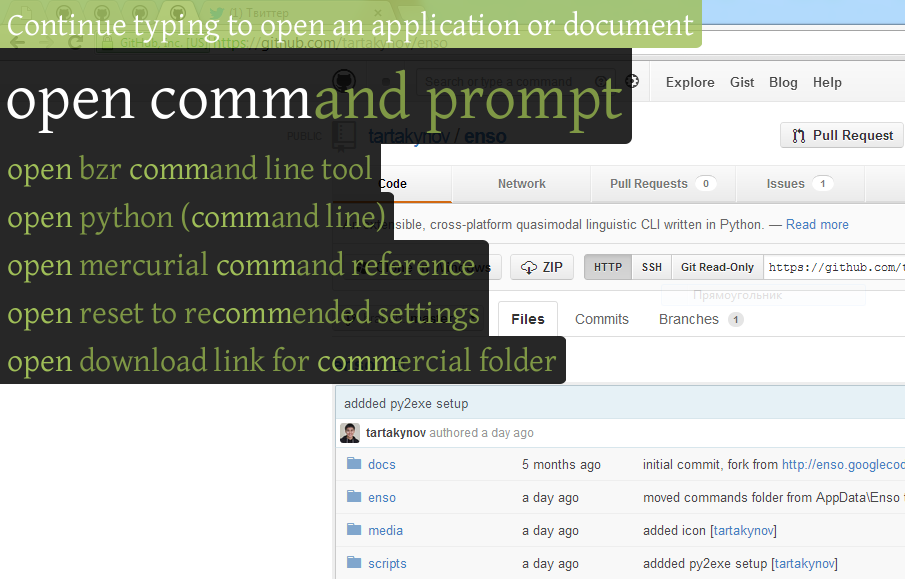 1) Твиттер
Continue typing to open an application or document
GitHub, Inc. [US] https://github.com/tartakynov/enso
open command prompt
Search or type a command
Explore Gist Blog Help
PUBLIC tartakynov / enso
Pull Request
open bzr command line tool
Code Network Pull Requests 0 Issues 1
open python (command line)
cross-platform quasimodal linguistic CLI written in Python. — Read more
open mercurial command reference
ZIP HTTP SSH Git Read-Only https://github.com/
Прямоугольник
open reset to recommended settings
Files Commits Branches 1
open download link for commercial folder
addded py2exe setup
tartakynov authored a day ago
docs 5 months ago initial commit, fork from http://enso.googlecod
enso a day ago moved commands folder from AppData\Enso
media a day ago added icon [tartakynov]
scripts a day ago addded py2exe setup [tartakynov]